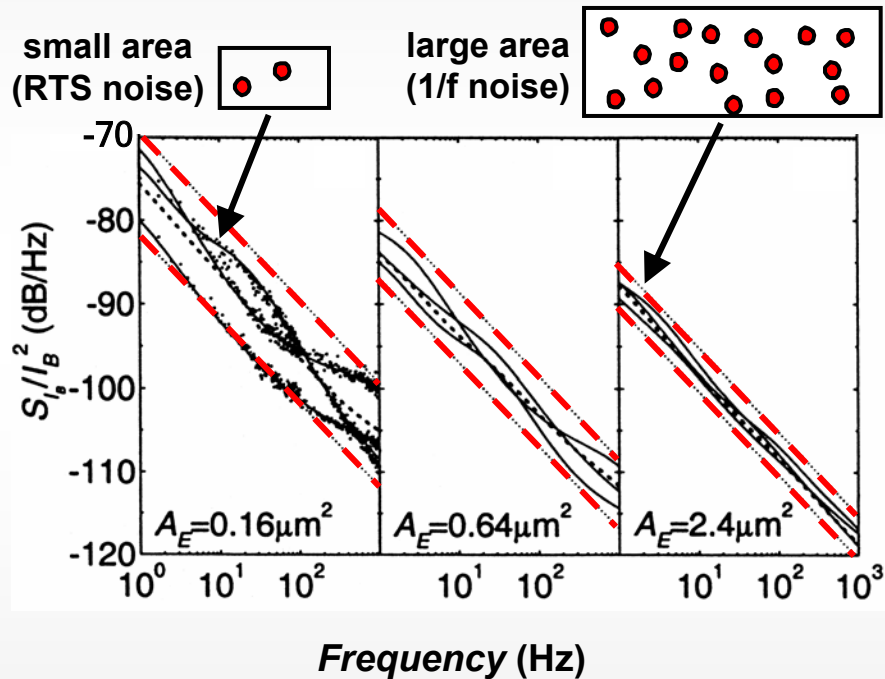 small area
(RTS noise)
large area
(1/f noise)
S_{I_B}/I_B^2 (dB/Hz)
-70
-80
-90
-100
-110
-120
A_E=0.16μm^2
A_E=0.64μm^2
A_E=2.4μm^2
10^0 10^1 10^2 10^1 10^2 10^1 10^2 10^3
Frequency (Hz)